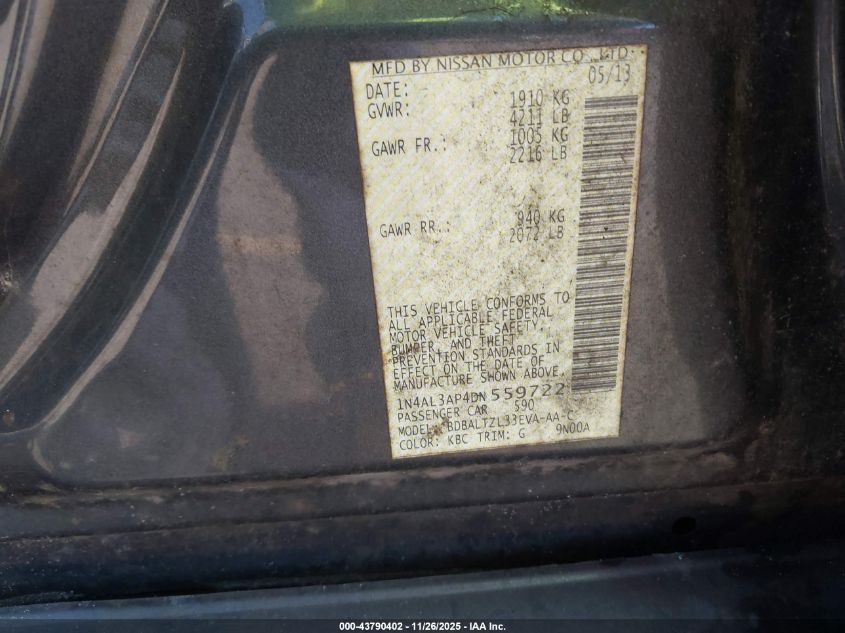 MFD BY NISSAN MOTOR CO., LTD.
DATE: 05/13
GVWR: 1910 KG
4211 LB
GAWR FR.: 1005 KG
2216 LB
GAWR RR.: 940 KG
2072 LB
THIS VEHICLE CONFORMS TO
ALL APPLICABLE FEDERAL
MOTOR VEHICLE SAFETY,
BUMPER, AND THEFT
PREVENTION STANDARDS IN
EFFECT ON THE DATE OF
MANUFACTURE SHOWN ABOVE.
1N4AL3AP4DN559722
PASSENGER CAR 590
MODEL: BDBALTZL33EVA-AA-C
COLOR: KBC TRIM: G 9N00A
000-43790402 - 11/26/2025 - IAA Inc.